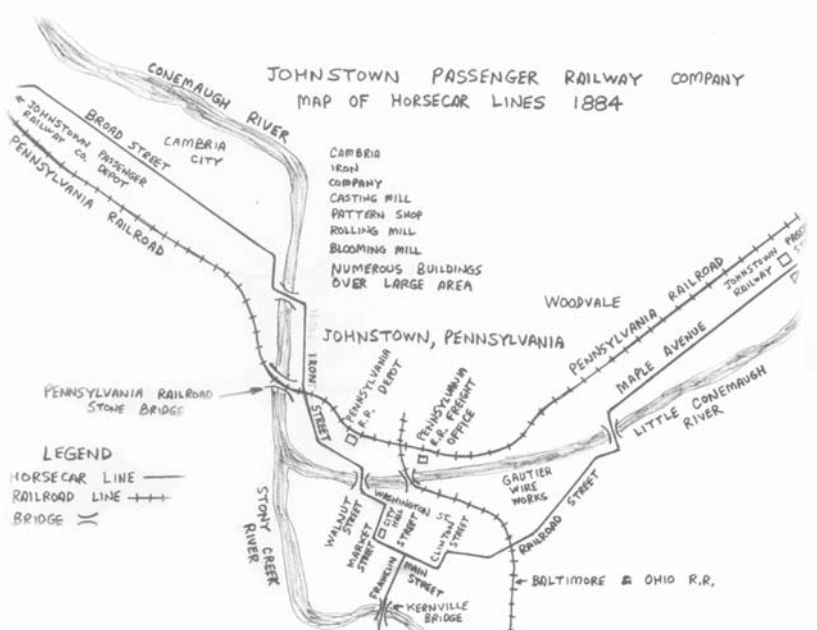 JOHNSTOWN PASSENGER RAILWAY COMPANY
MAP OF HORSECAR LINES 1884
CONEMAUGH RIVER
BROAD STREET
CAMBRIA
CITY
JOHNSTOWN PASSENGER
RAILWAY CO. DEPOT
PENNSYLVANIA RAILROAD
CAMBRIA
IRON
COMPANY
CASTING MILL
PATTERN SHOP
ROLLING MILL
BLOOMING MILL
NUMEROUS BUILDINGS
OVER LARGE AREA
WOODVALE
PENNSYLVANIA RAILROAD
JOHNSTOWN
RAILWAY
MAPLE AVENUE
LITTLE CONEMAUGH
RIVER
JOHNSTOWN, PENNSYLVANIA
IRON STREET
PENNSYLVANIA
R.R. DEPOT
PENNSYLVANIA
R.R. FREIGHT
OFFICE
PENNSYLVANIA RAILROAD
STONE BRIDGE
LEGEND
HORSECAR LINE
RAILROAD LINE
BRIDGE
STONY CREEK
RIVER
WALNUT
STREET
MARKET
STREET
CITY
HALL
WASHINGTON ST.
STREET
CLINTON
STREET
FRANKLIN
MAIN
STREET
GAUTIER
WIRE
WORKS
RAILROAD STREET
BALTIMORE & OHIO R.R.
KERNVILLE
BRIDGE